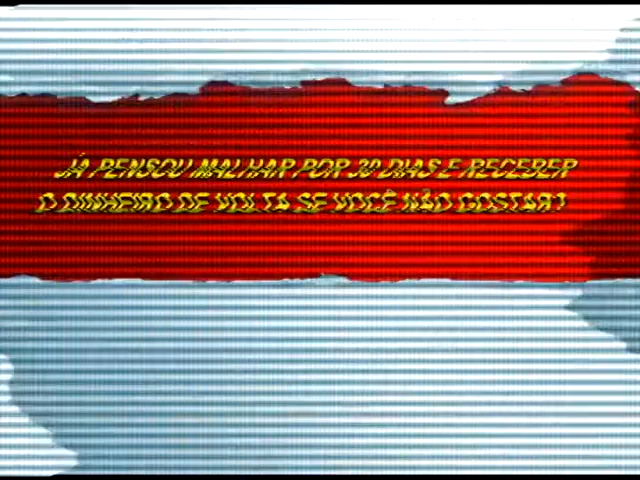 JÁ PENSOU MALHAR POR 30 DIAS E RECEBER
O DINHEIRO DE VOLTA SE VOCÊ NÃO GOSTAR?